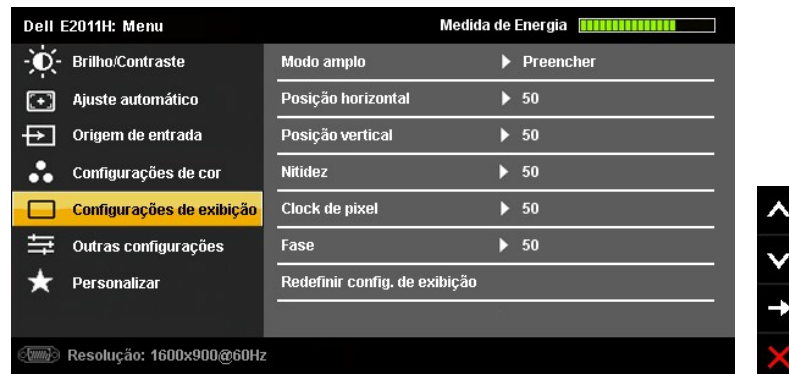 Dell E2011H: Menu
Medida de Energia
Brilho/Contraste
Ajuste automático
Origem de entrada
Configurações de cor
Configurações de exibição
Outras configurações
Personalizar
Modo amplo Preencher
Posição horizontal 50
Posição vertical 50
Nitidez 50
Clock de pixel 50
Fase 50
Redefinir config. de exibição
Resolução: 1600x900@60Hz